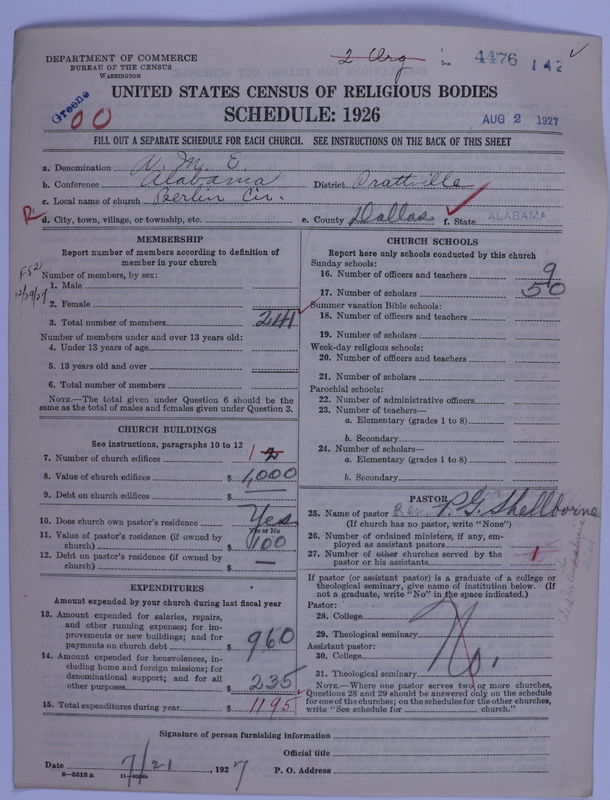 DEPARTMENT OF COMMERCE
BUREAU OF THE CENSUS
WASHINGTON
2 Org
4476 142
Greene
00
UNITED STATES CENSUS OF RELIGIOUS BODIES
SCHEDULE: 1926
AUG 2 1927
FILL OUT A SEPARATE SCHEDULE FOR EACH CHURCH. SEE INSTRUCTIONS ON THE BACK OF THIS SHEET
a. Denomination A. M. E
b. Conference Alabama District Prattville
c. Local name of church Berlin Cir.
R d. City, town, village, or township, etc. e. County Dallas f. State ALABAMA
MEMBERSHIP
Report number of members according to definition of
member in your church
Number of members, by sex:
12/29/27
1. Male
2. Female
3. Total number of members 241
Number of members under and over 13 years old:
4. Under 13 years of age
5. 13 years old and over
6. Total number of members
NOTE.—The total given under Question 6 should be the
same as the total of males and females given under Question 3.
CHURCH BUILDINGS
See instructions, paragraphs 10 to 12
7. Number of church edifices 1 2
8. Value of church edifices $ 4000
9. Debt on church edifices $ —
10. Does church own pastor's residence Yes
Yes or No
11. Value of pastor's residence (if owned by
church) $ 100
12. Debt on pastor's residence (if owned by
church) $ —
EXPENDITURES
Amount expended by your church during last fiscal year
13. Amount expended for salaries, repairs,
and other running expenses; for im-
provements or new buildings; and for
payments on church debt $ 960
14. Amount expended for benevolences, in-
cluding home and foreign missions; for
denominational support; and for all
other purposes $ 235
15. Total expenditures during year $ 1195
CHURCH SCHOOLS
Report here only schools conducted by this church
Sunday schools:
16. Number of officers and teachers 9
17. Number of scholars 50
Summer vacation Bible schools:
18. Number of officers and teachers
19. Number of scholars
Week-day religious schools:
20. Number of officers and teachers
21. Number of scholars
Parochial schools:
22. Number of administrative officers
23. Number of teachers—
a. Elementary (grades 1 to 8)
b. Secondary
24. Number of scholars—
a. Elementary (grades 1 to 8)
b. Secondary
PASTOR
25. Name of pastor Rev. P. G. Shellborne
(If church has no pastor, write "None")
26. Number of ordained ministers, if any, em-
ployed as assistant pastors
27. Number of other churches served by the
pastor or his assistants 1
If pastor (or assistant pastor) is a graduate of a college or
theological seminary, give name of institution below. (If
not a graduate, write "No" in the space indicated.)
Pastor:
28. College
29. Theological seminary
No.
Assistant pastor:
30. College
31. Theological seminary
NOTE.—Where one pastor serves two or more churches,
Questions 28 and 29 should be answered only on the schedule
for one of the churches; on the schedules for the other churches,
write "See schedule for church."
Signature of person furnishing information
Official title
Date 7/21, 1927 P. O. Address